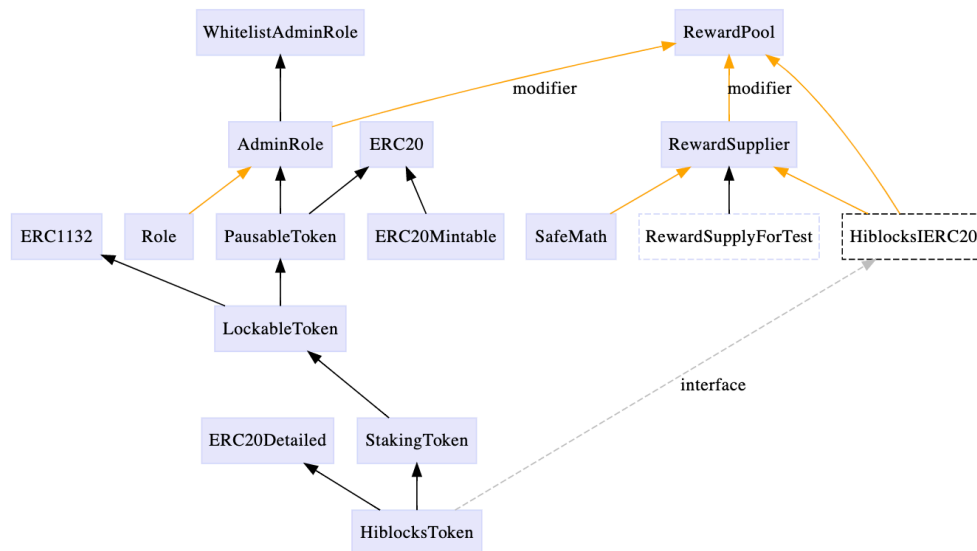 WhitelistAdminRole
RewardPool
modifier
modifier
AdminRole
ERC20
RewardSupplier
ERC1132
Role
PausableToken
ERC20Mintable
SafeMath
RewardSupplyForTest
HiblocksIERC20
LockableToken
interface
ERC20Detailed
StakingToken
HiblocksToken